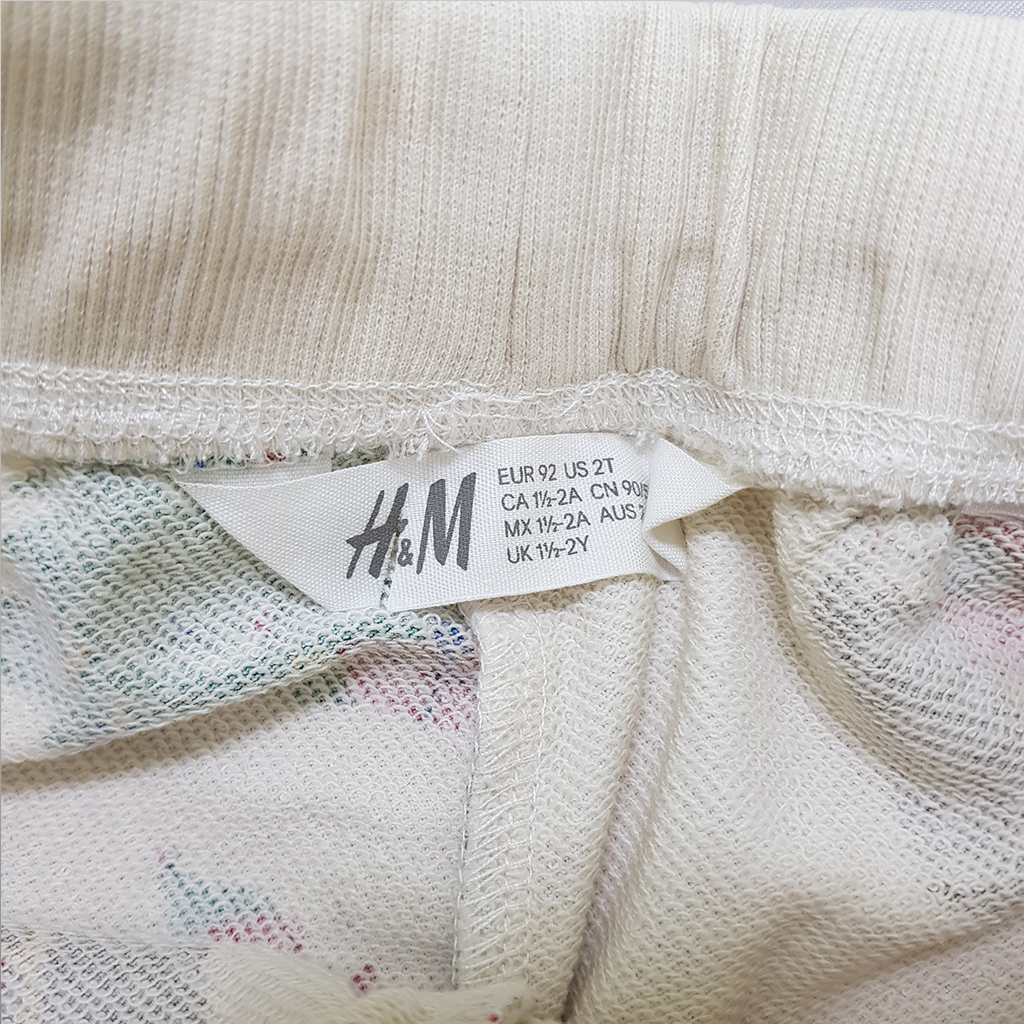 H&M
EUR 92 US 2T
CA 1½-2A CN 90/
MX 1½-2A AUS
UK 1½-2Y